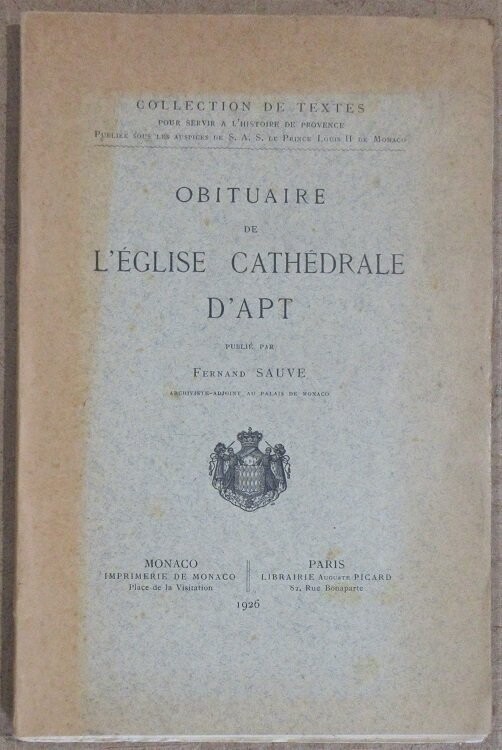 COLLECTION DE TEXTES
POUR SERVIR A L'HISTOIRE DE PROVENCE
PUBLIÉE SOUS LES AUSPICES DE S. A. S. LE PRINCE LOUIS II DE MONACO
OBITUAIRE
DE
L'ÉGLISE CATHÉDRALE
D'APT
PUBLIÉ PAR
FERNAND SAUVE
ARCHIVISTE-ADJOINT AU PALAIS DE MONACO
MONACO
IMPRIMERIE DE MONACO
Place de la Visitation
PARIS
LIBRAIRIE AUGUSTE PICARD
82, Rue Bonaparte
1926